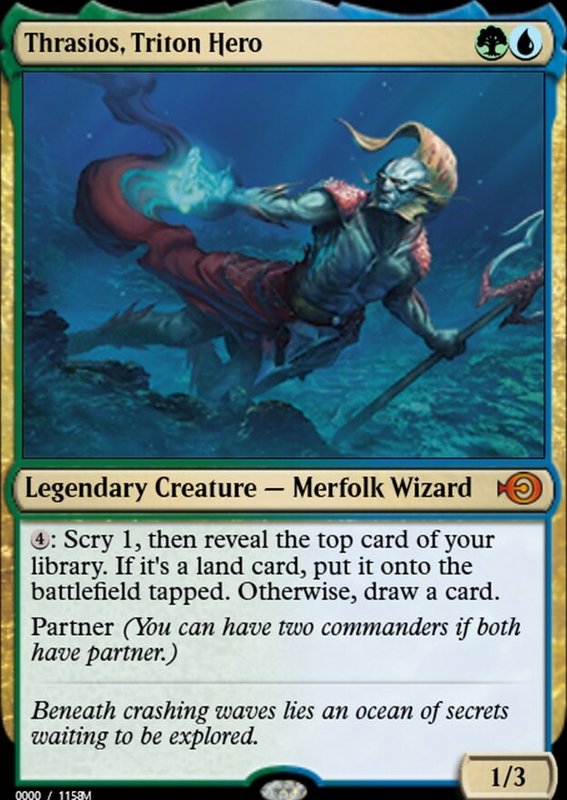 Thrasios, Triton Hero
Legendary Creature — Merfolk Wizard
4: Scry 1, then reveal the top card of your
library. If it's a land card, put it onto the
battlefield tapped. Otherwise, draw a card.
Partner (You can have two commanders if both
have partner.)
Beneath crashing waves lies an ocean of secrets
waiting to be explored.
1/3
0000 / 1158M